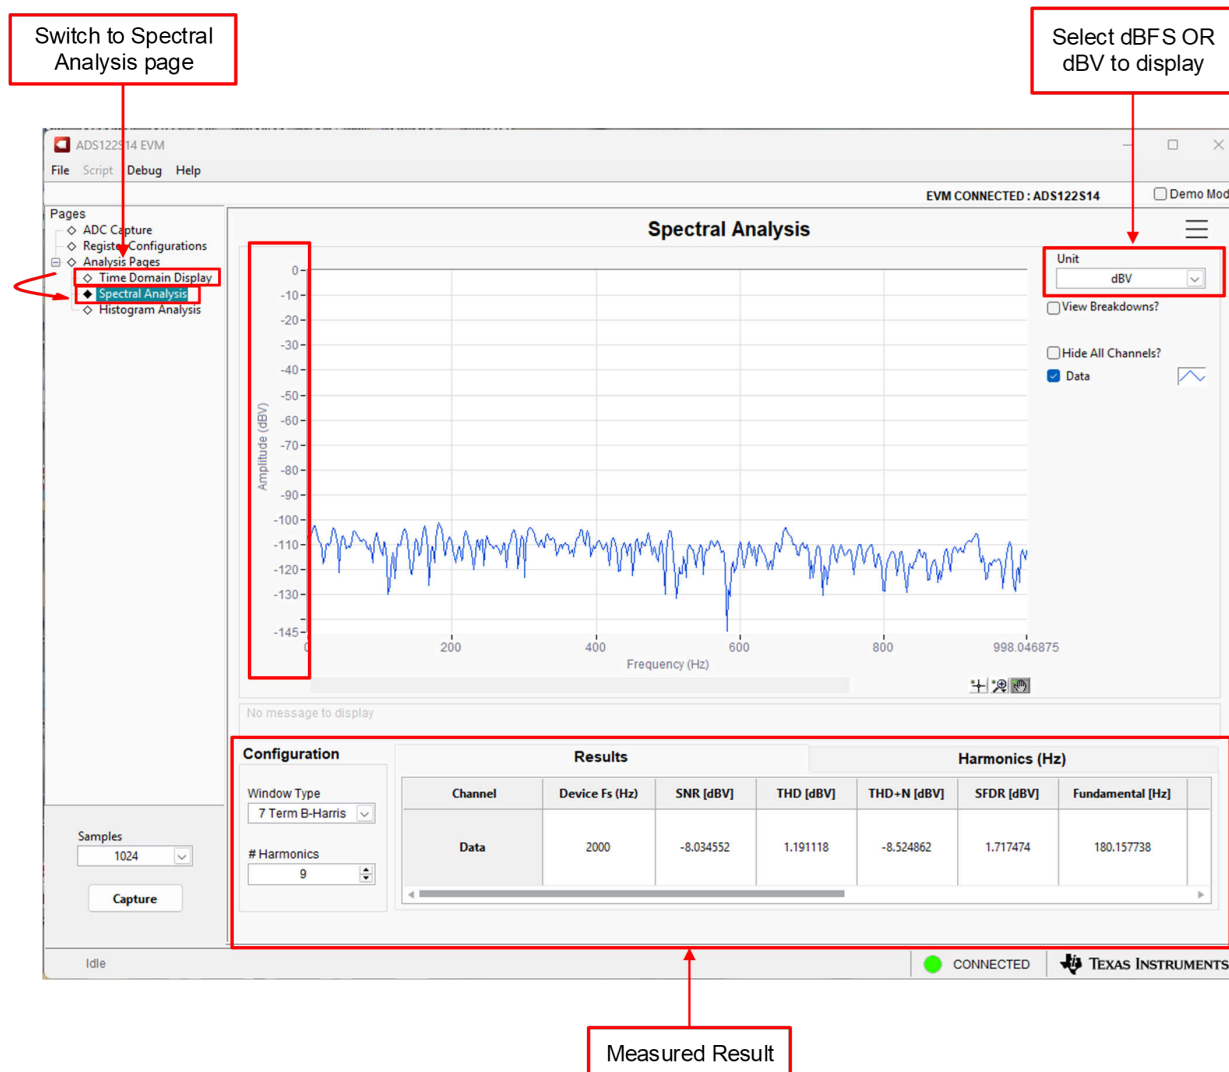 Switch to Spectral
Analysis page
Select dBFS OR
dBV to display
ADS122S14 EVM
File Script Debug Help
EVM CONNECTED : ADS122S14
Demo Mod
Pages
ADC Capture
Register Configurations
Analysis Pages
Time Domain Display
Spectral Analysis
Histogram Analysis
Spectral Analysis
Unit
dBV
View Breakdowns?
Hide All Channels?
Data
Amplitude (dBV)
0
-10
-20
-30
-40
-50
-60
-70
-80
-90
-100
-110
-120
-130
-145
0 200 400 600 800 998.046875
Frequency (Hz)
No message to display
Configuration
Window Type
7 Term B-Harris
# Harmonics
9
Results
Harmonics (Hz)
Channel Device Fs (Hz) SNR [dBV] THD [dBV] THD+N [dBV] SFDR [dBV] Fundamental [Hz]
Data 2000 -8.034552 1.191118 -8.524862 1.717474 180.157738
Samples
1024
Capture
Idle
CONNECTED
TEXAS INSTRUMENTS
Measured Result